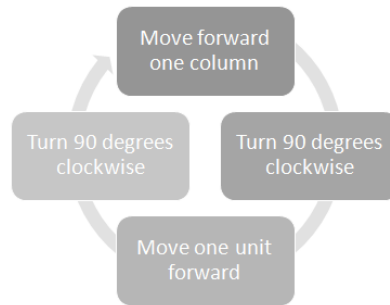 Move forward
one column
Turn 90 degrees
clockwise
Turn 90 degrees
clockwise
Move one unit
forward